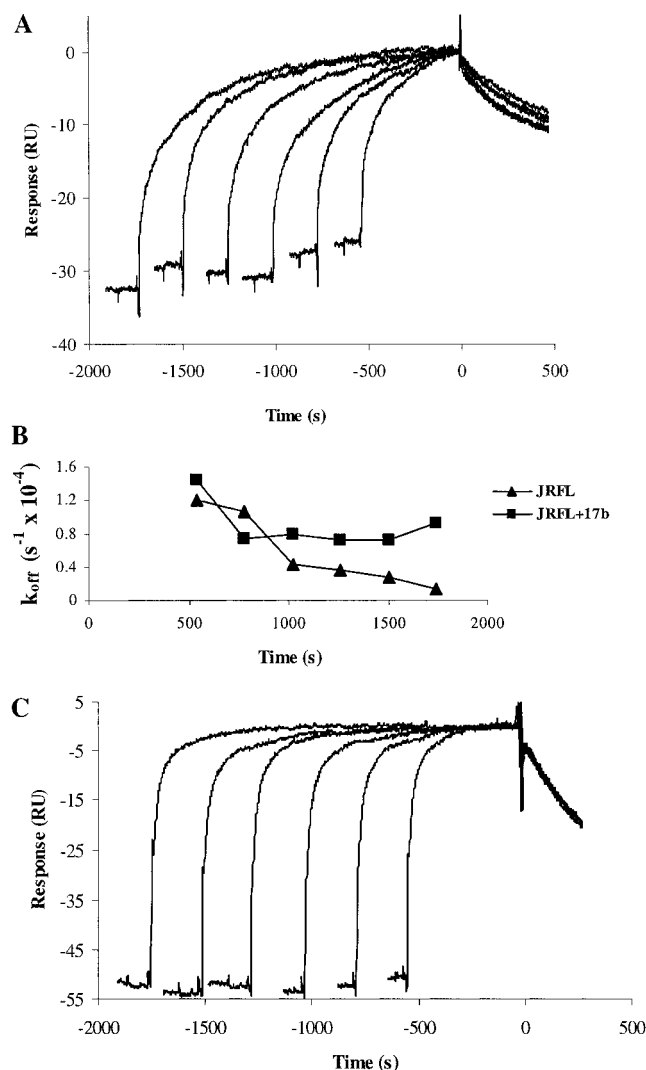 A
Response (RU)
0
-10
-20
-30
-40
-2000 -1500 -1000 -500 0 500
Time (s)
B
k_off (s⁻¹ x 10⁻⁴)
1.6
1.2
0.8
0.4
0
0 500 1000 1500 2000
Time (s)
JRFL
JRFL+17b
C
Response (RU)
5
-5
-15
-25
-35
-45
-55
-2000 -1500 -1000 -500 0 500
Time (s)